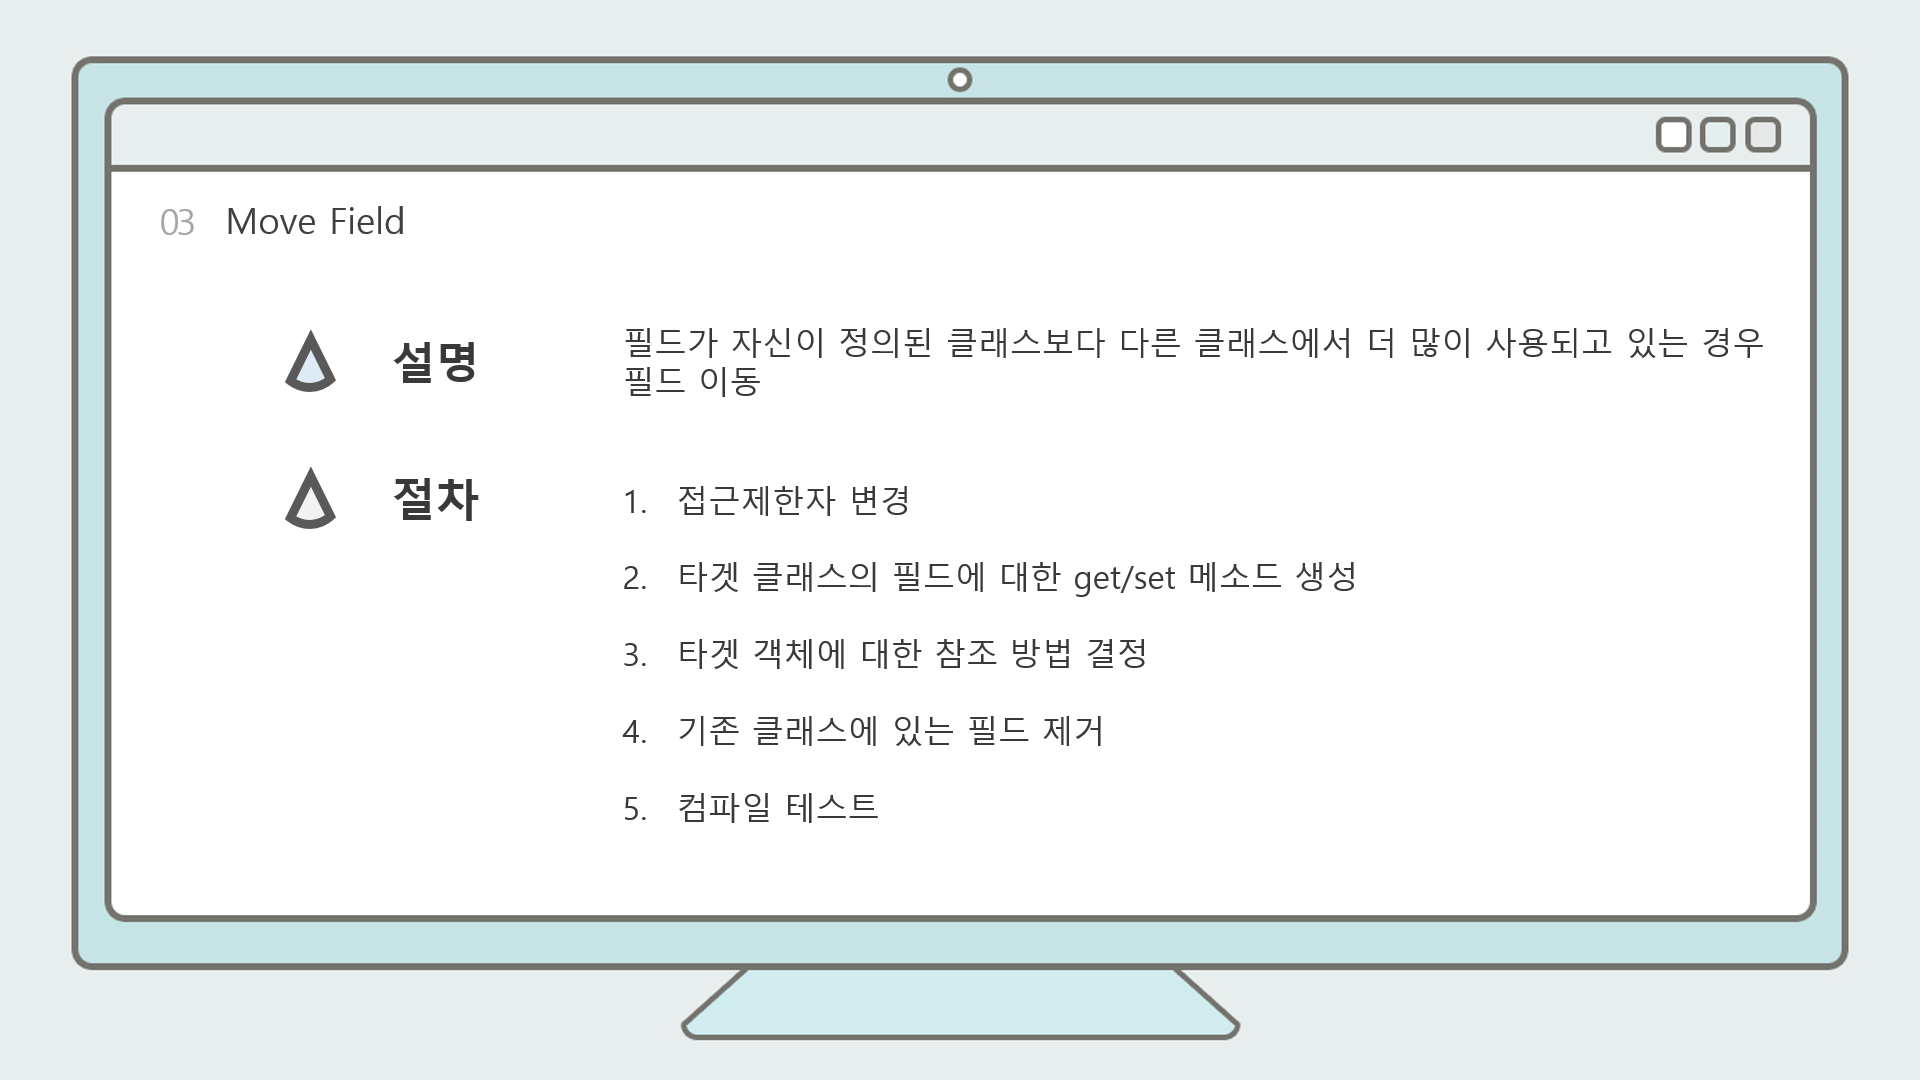 03 Move Field
설명
필드가 자신이 정의된 클래스보다 다른 클래스에서 더 많이 사용되고 있는 경우
필드 이동
절차
1. 접근제한자 변경
2. 타겟 클래스의 필드에 대한 get/set 메소드 생성
3. 타겟 객체에 대한 참조 방법 결정
4. 기존 클래스에 있는 필드 제거
5. 컴파일 테스트